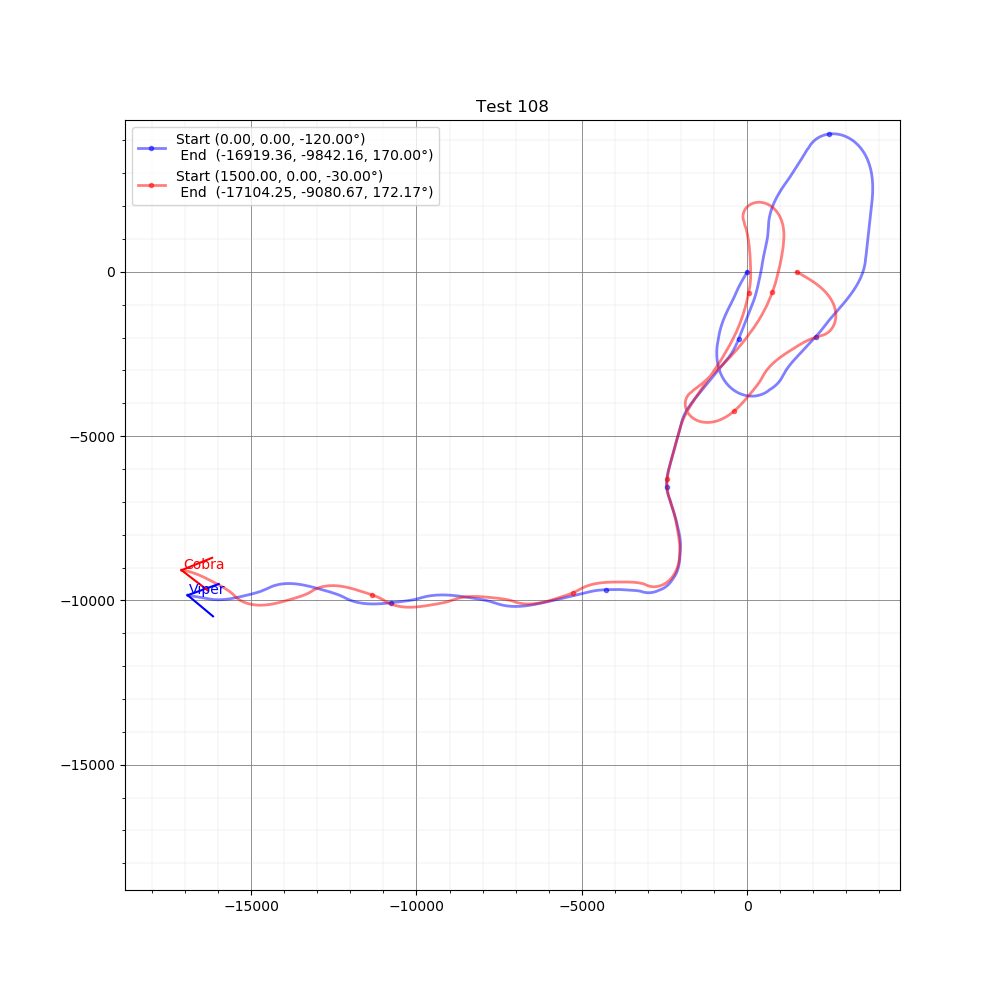 Test 108
Start (0.00, 0.00, -120.00°)
End  (-16919.36, -9842.16, 170.00°)
Start (1500.00, 0.00, -30.00°)
End  (-17104.25, -9080.67, 172.17°)
0
−5000
−10000
−15000
Cobra
Viper
−15000
−10000
−5000
0